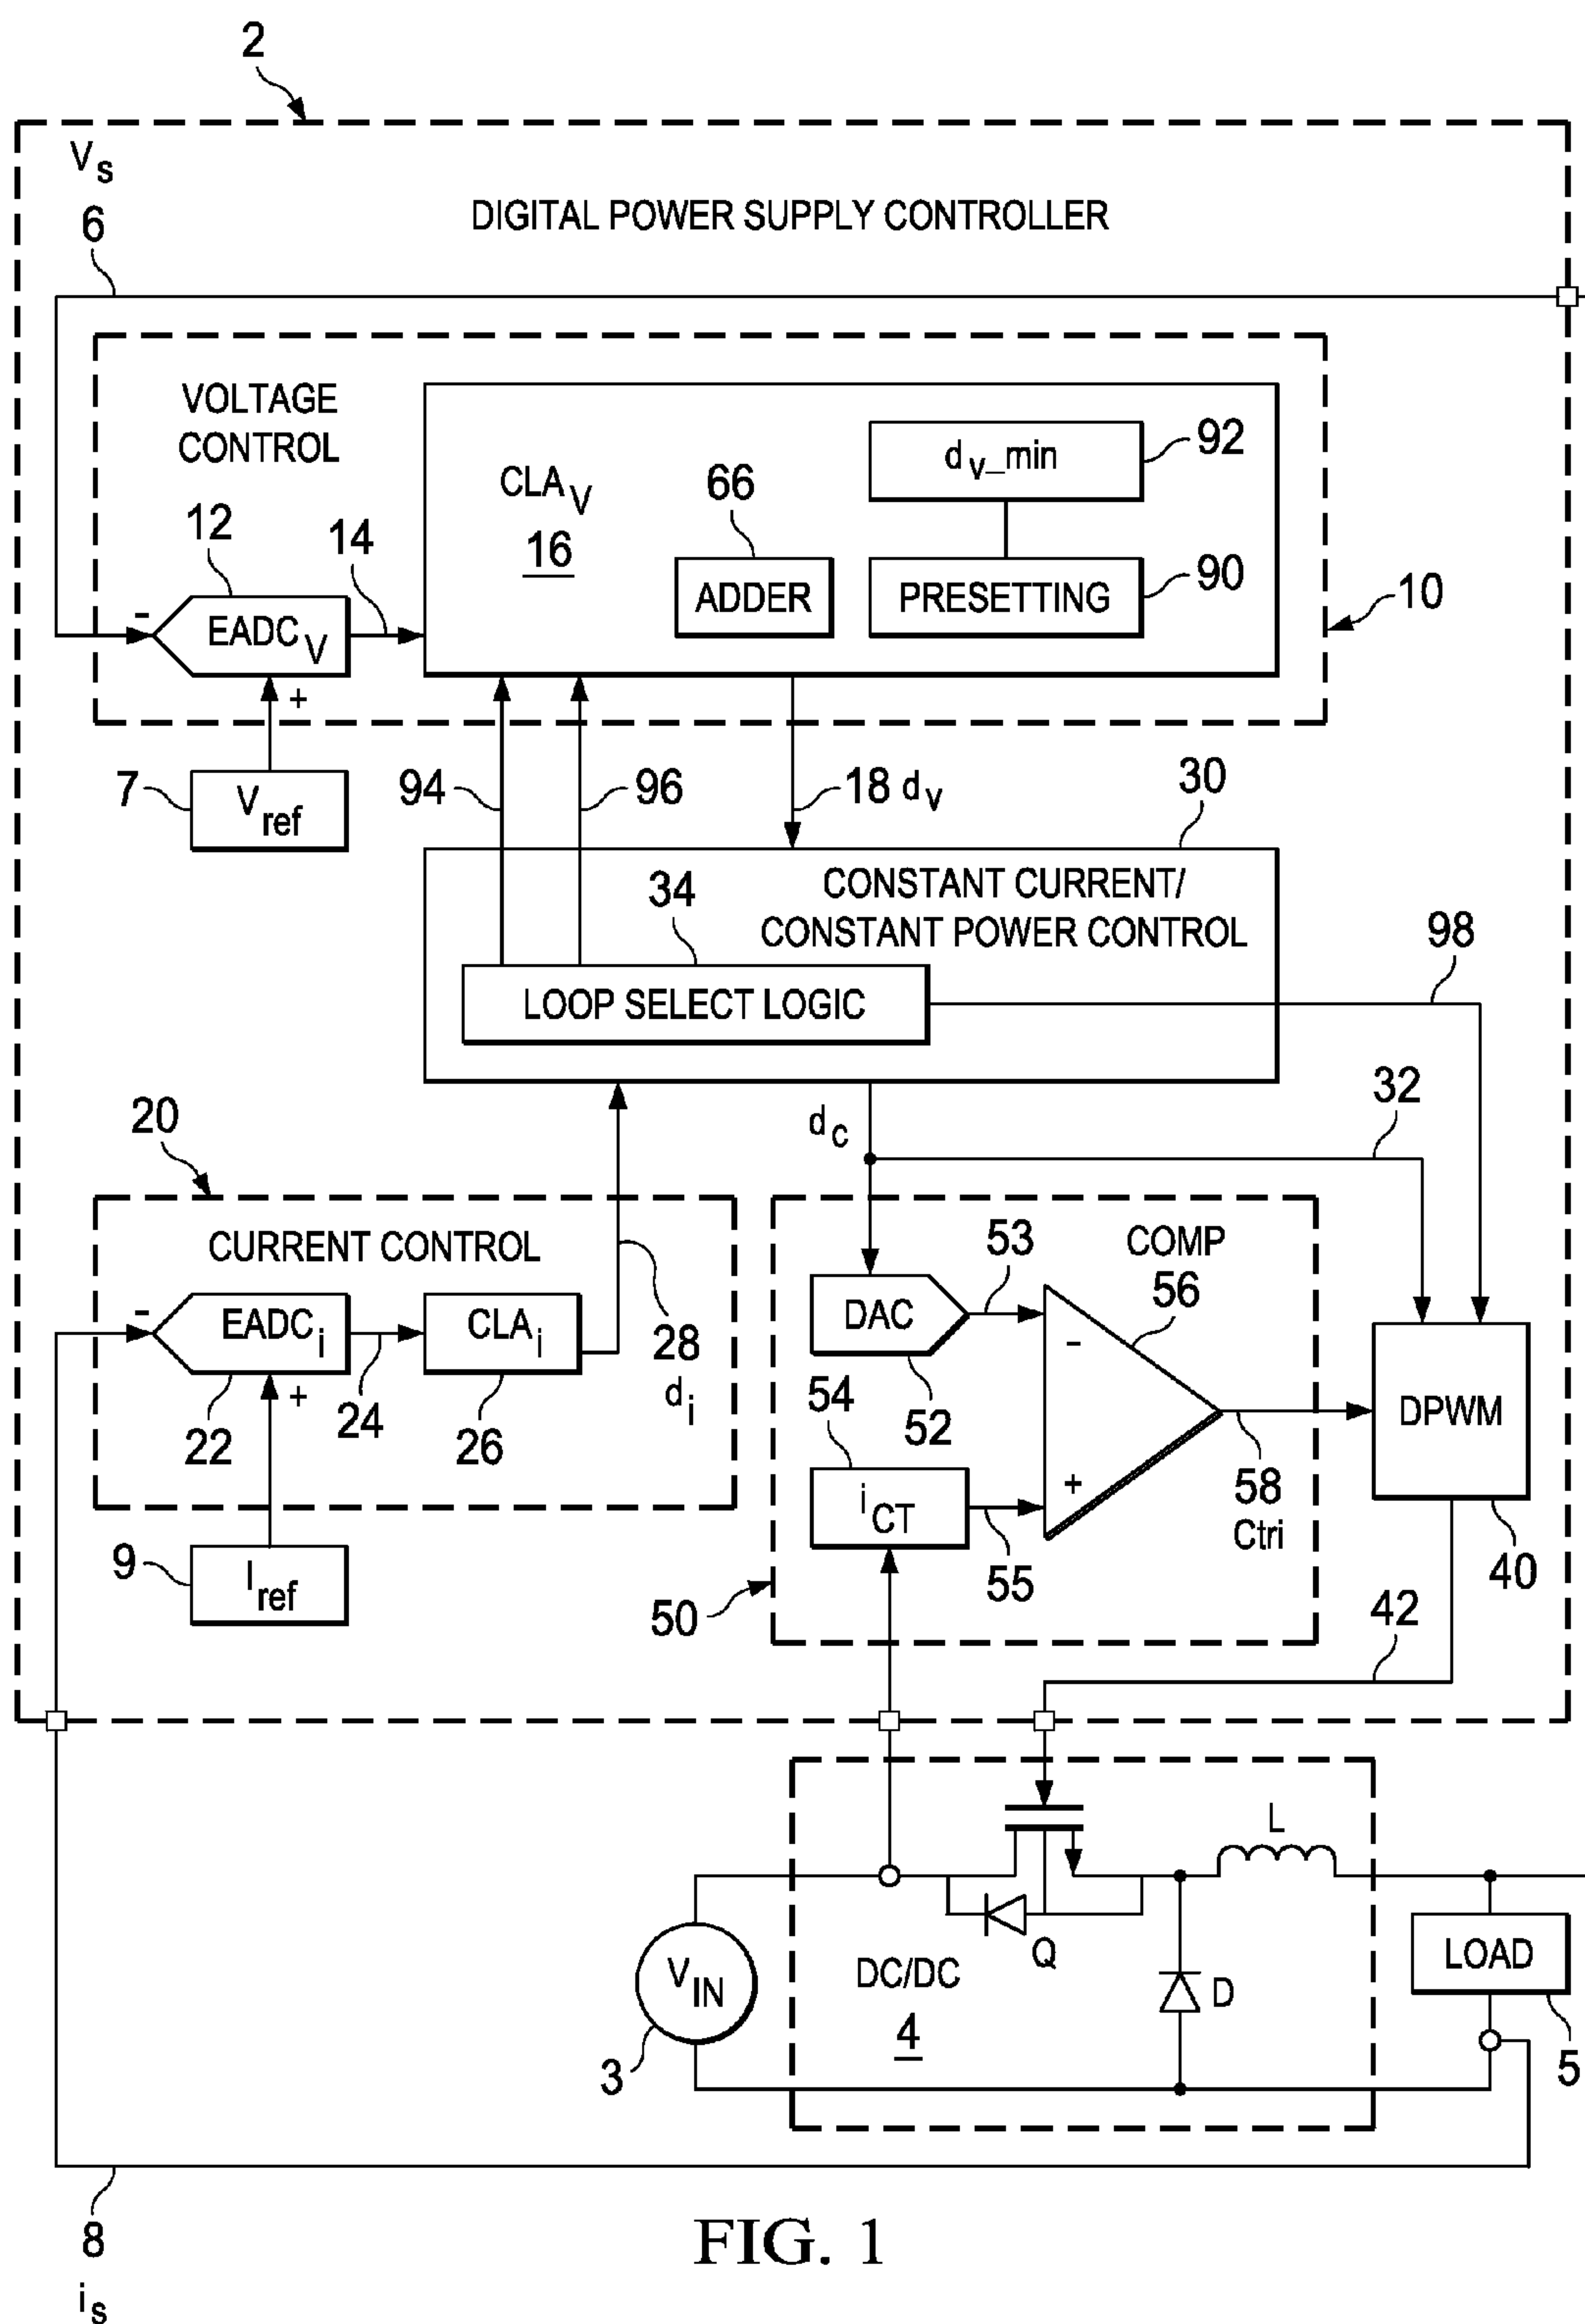 2
Vs
DIGITAL POWER SUPPLY CONTROLLER
6
VOLTAGE
CONTROL
CLAV
16
dv_min
92
66
ADDER
PRESETTING
90
10
12
14
-
EADCV
+
7
Vref
94
96
18 dv
30
34
CONSTANT CURRENT/
CONSTANT POWER CONTROL
LOOP SELECT LOGIC
98
32
dc
20
CURRENT CONTROL
-
EADCi
+
22
24
CLAi
26
28
di
9
Iref
53
COMP
56
DAC
52
-
54
iCT
+
55
58
Ctri
DPWM
40
50
42
L
VIN
3
DC/DC
4
Q
D
LOAD
5
8
is
FIG. 1